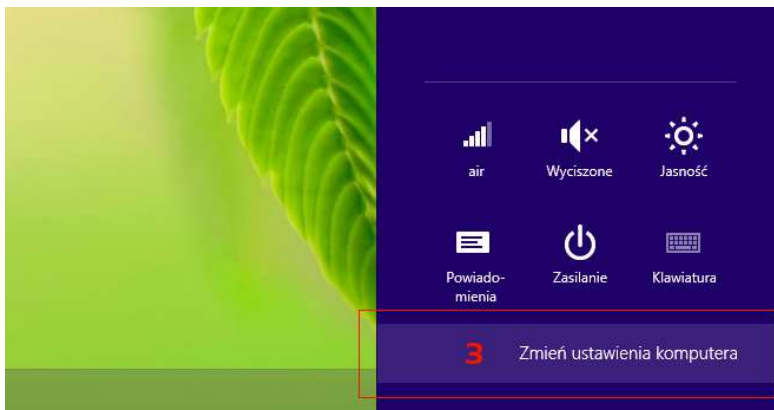 air
Wyciszone
Jasność
Powiado-
mienia
Zasilanie
Klawiatura
3
Zmień ustawienia komputera